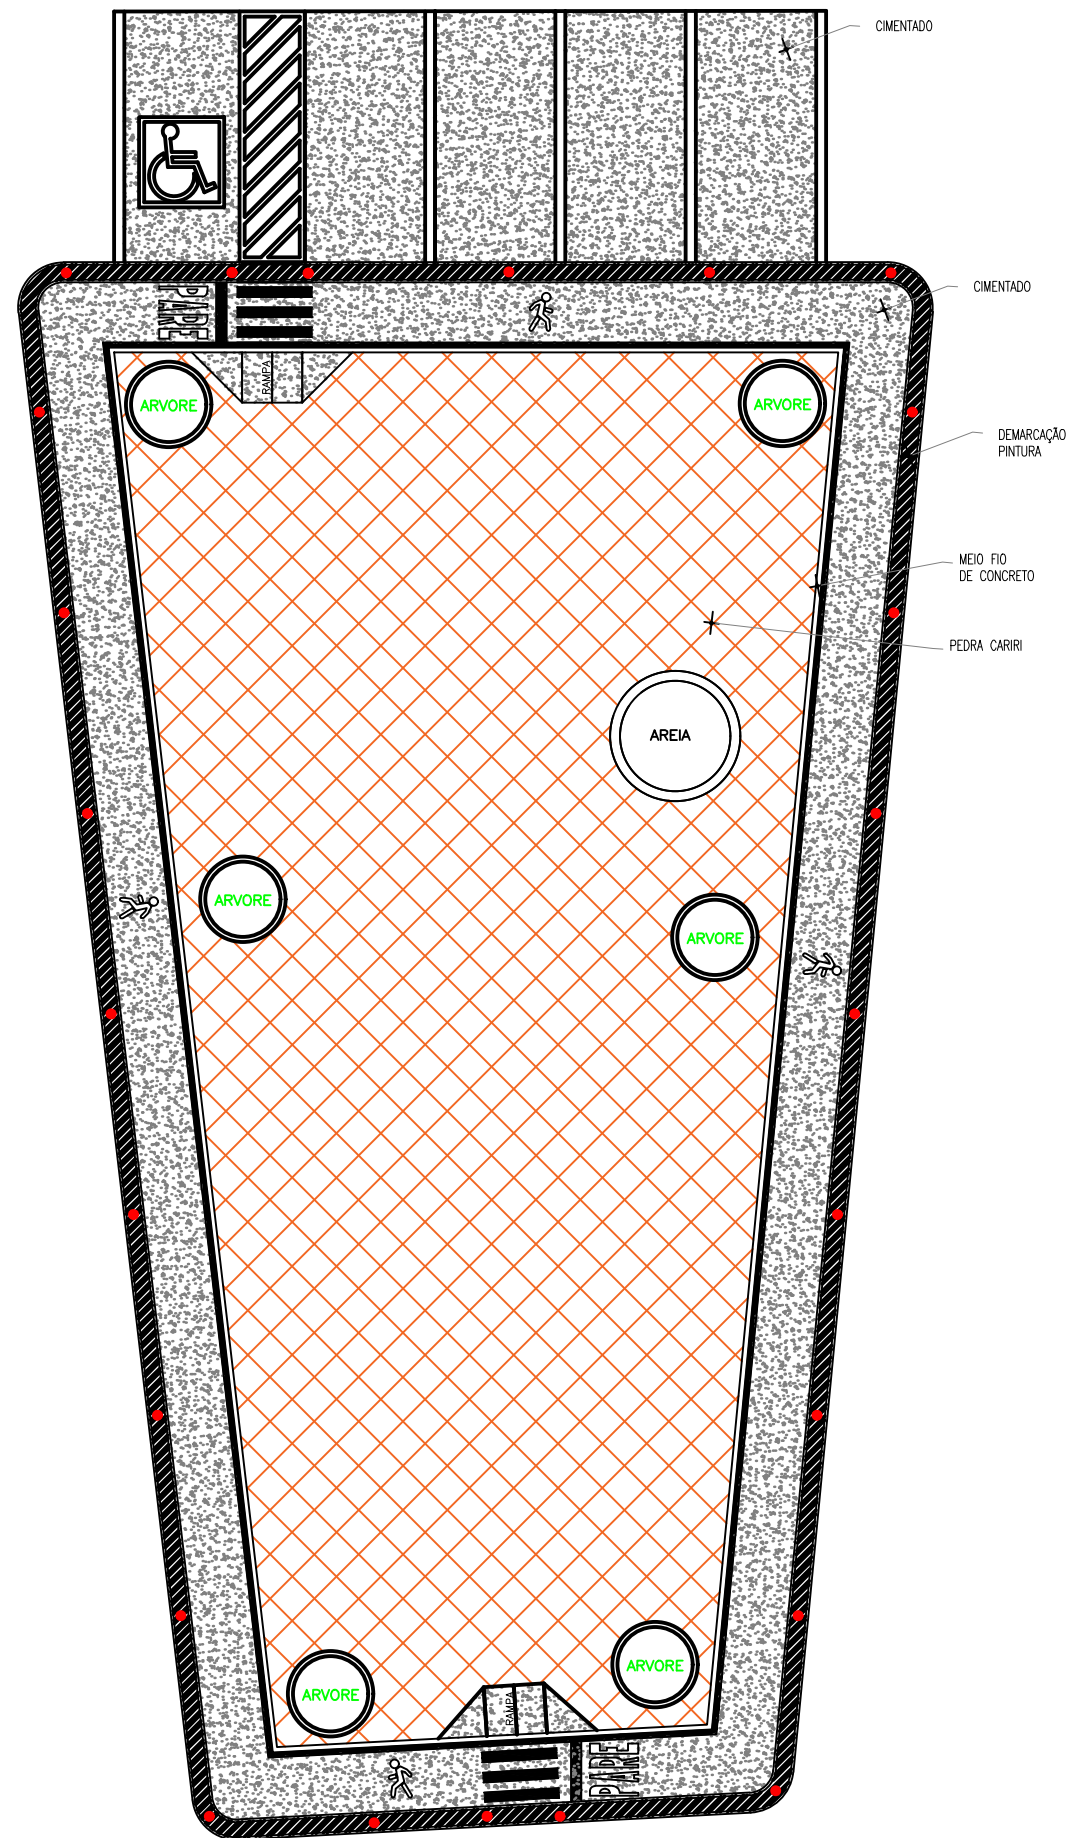 CIMENTADO
CIMENTADO
PARE
RAMPA
ARVORE
ARVORE
DEMARCAÇÃO
PINTURA
MEIO FIO
DE CONCRETO
PEDRA CARIRI
AREIA
ARVORE
ARVORE
ARVORE
ARVORE
RAMPA
PARE